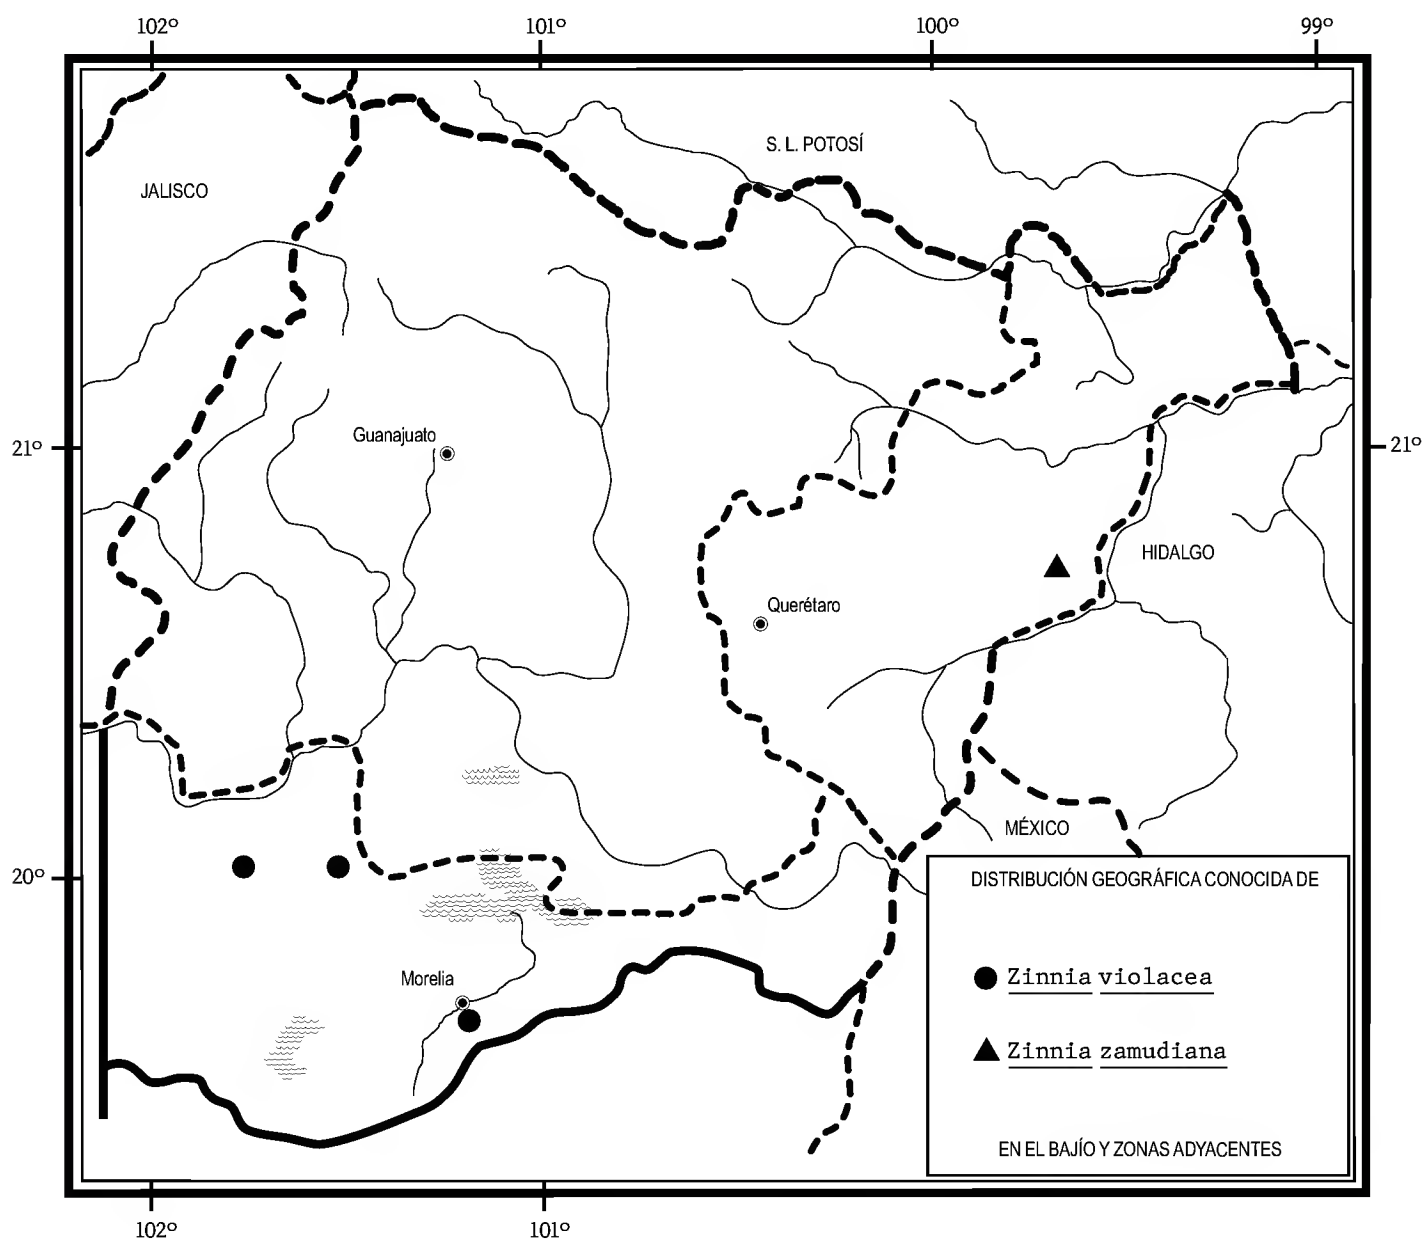 102º 101º 100º 99º
S. L. POTOSÍ
JALISCO
Guanajuato
21º 21º
HIDALGO
Querétaro
MÉXICO
20º
DISTRIBUCIÓN GEOGRÁFICA CONOCIDA DE
Zinnia violacea
Morelia
Zinnia zamudiana
EN EL BAJÍO Y ZONAS ADYACENTES
102º 101º